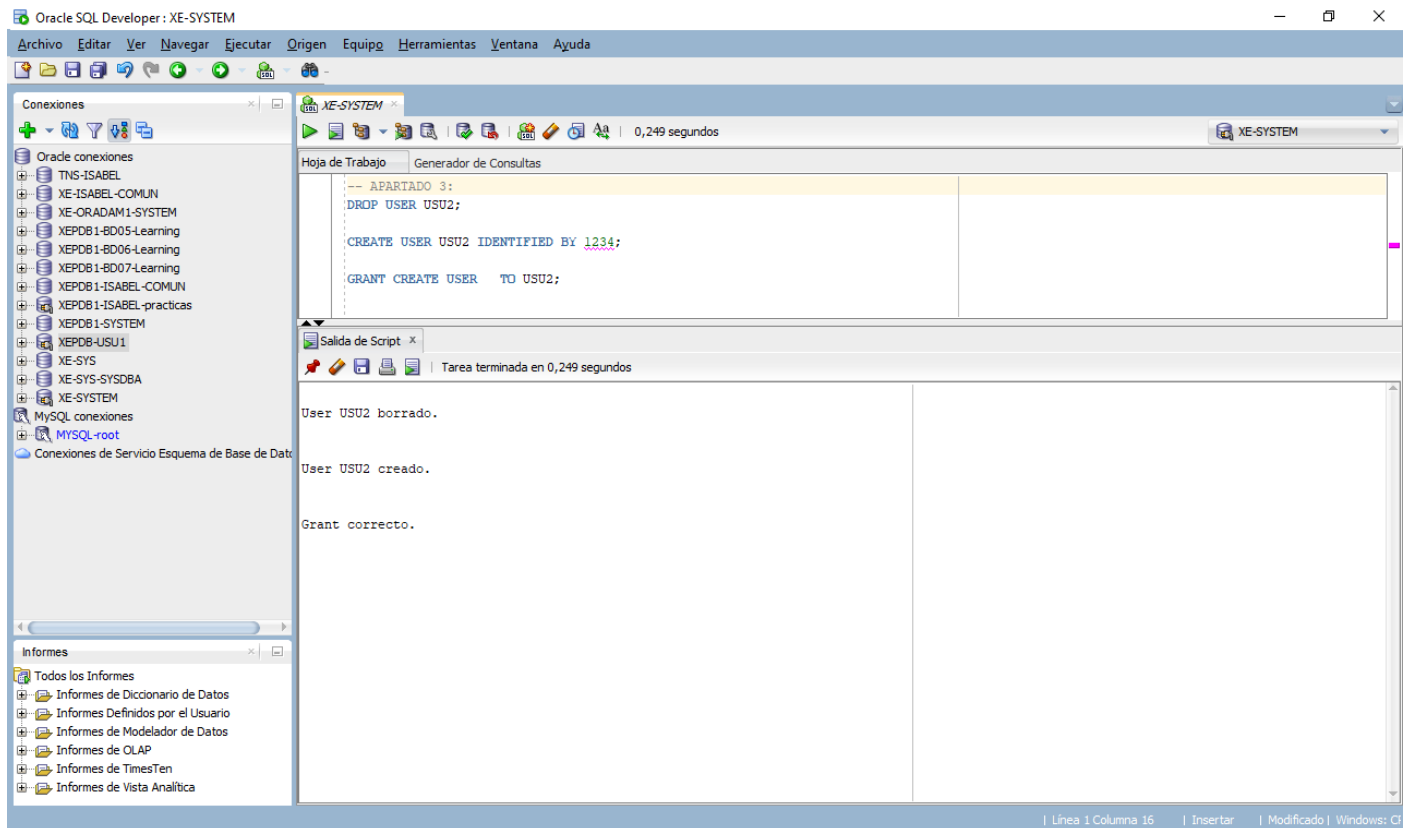 Oracle SQL Developer : XE-SYSTEM
Archivo Editar Ver Navegar Ejecutar Origen Equipo Herramientas Ventana Ayuda
Conexiones
Oracle conexiones
TNS-ISABEL
XE-ISABEL-COMUN
XE-ORADAM1-SYSTEM
XEPDB1-BD05-Learning
XEPDB1-BD06-Learning
XEPDB1-BD07-Learning
XEPDB1-ISABEL-COMUN
XEPDB1-ISABEL-practicas
XEPDB1-SYSTEM
XEPDB-USU1
XE-SYS
XE-SYS-SYSDBA
XE-SYSTEM
MySQL conexiones
MYSQL-root
Conexiones de Servicio Esquema de Base de Dato
Informes
Todos los Informes
Informes de Diccionario de Datos
Informes Definidos por el Usuario
Informes de Modelador de Datos
Informes de OLAP
Informes de TimesTen
Informes de Vista Analítica
XE-SYSTEM
0,249 segundos
XE-SYSTEM
Hoja de Trabajo Generador de Consultas
-- APARTADO 3:
DROP USER USU2;
CREATE USER USU2 IDENTIFIED BY 1234;
GRANT CREATE USER TO USU2;
Salida de Script
Tarea terminada en 0,249 segundos
User USU2 borrado.
User USU2 creado.
Grant correcto.
| Línea 1 Columna 16 | Insertar | Modificado | Windows: CR